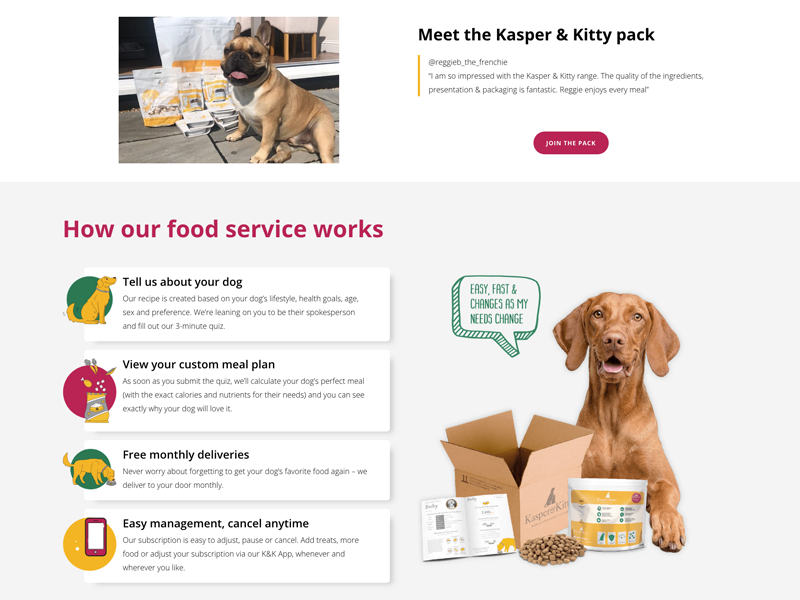 Meet the Kasper & Kitty pack
@reggieb_the_frenchie
"I am so impressed with the Kasper & Kitty range. The quality of the ingredients,
presentation & packaging is fantastic. Reggie enjoys every meal"
JOIN THE PACK
How our food service works
Tell us about your dog
Our recipe is created based on your dog's lifestyle, health goals, age,
sex and preference. We're leaning on you to be their spokesperson
and fill out our 3-minute quiz.
View your custom meal plan
As soon as you submit the quiz, we'll calculate your dog's perfect meal
(with the exact calories and nutrients for their needs) and you can see
exactly why your dog will love it.
Free monthly deliveries
Never worry about forgetting to get your dog's favorite food again – we
deliver to your door monthly.
Easy management, cancel anytime
Our subscription is easy to adjust, pause or cancel. Add treats, more
food or adjust your subscription via our K&K App, whenever and
wherever you like.
EASY, FAST &
CHANGES AS MY
NEEDS CHANGE
Kasper & Kitty